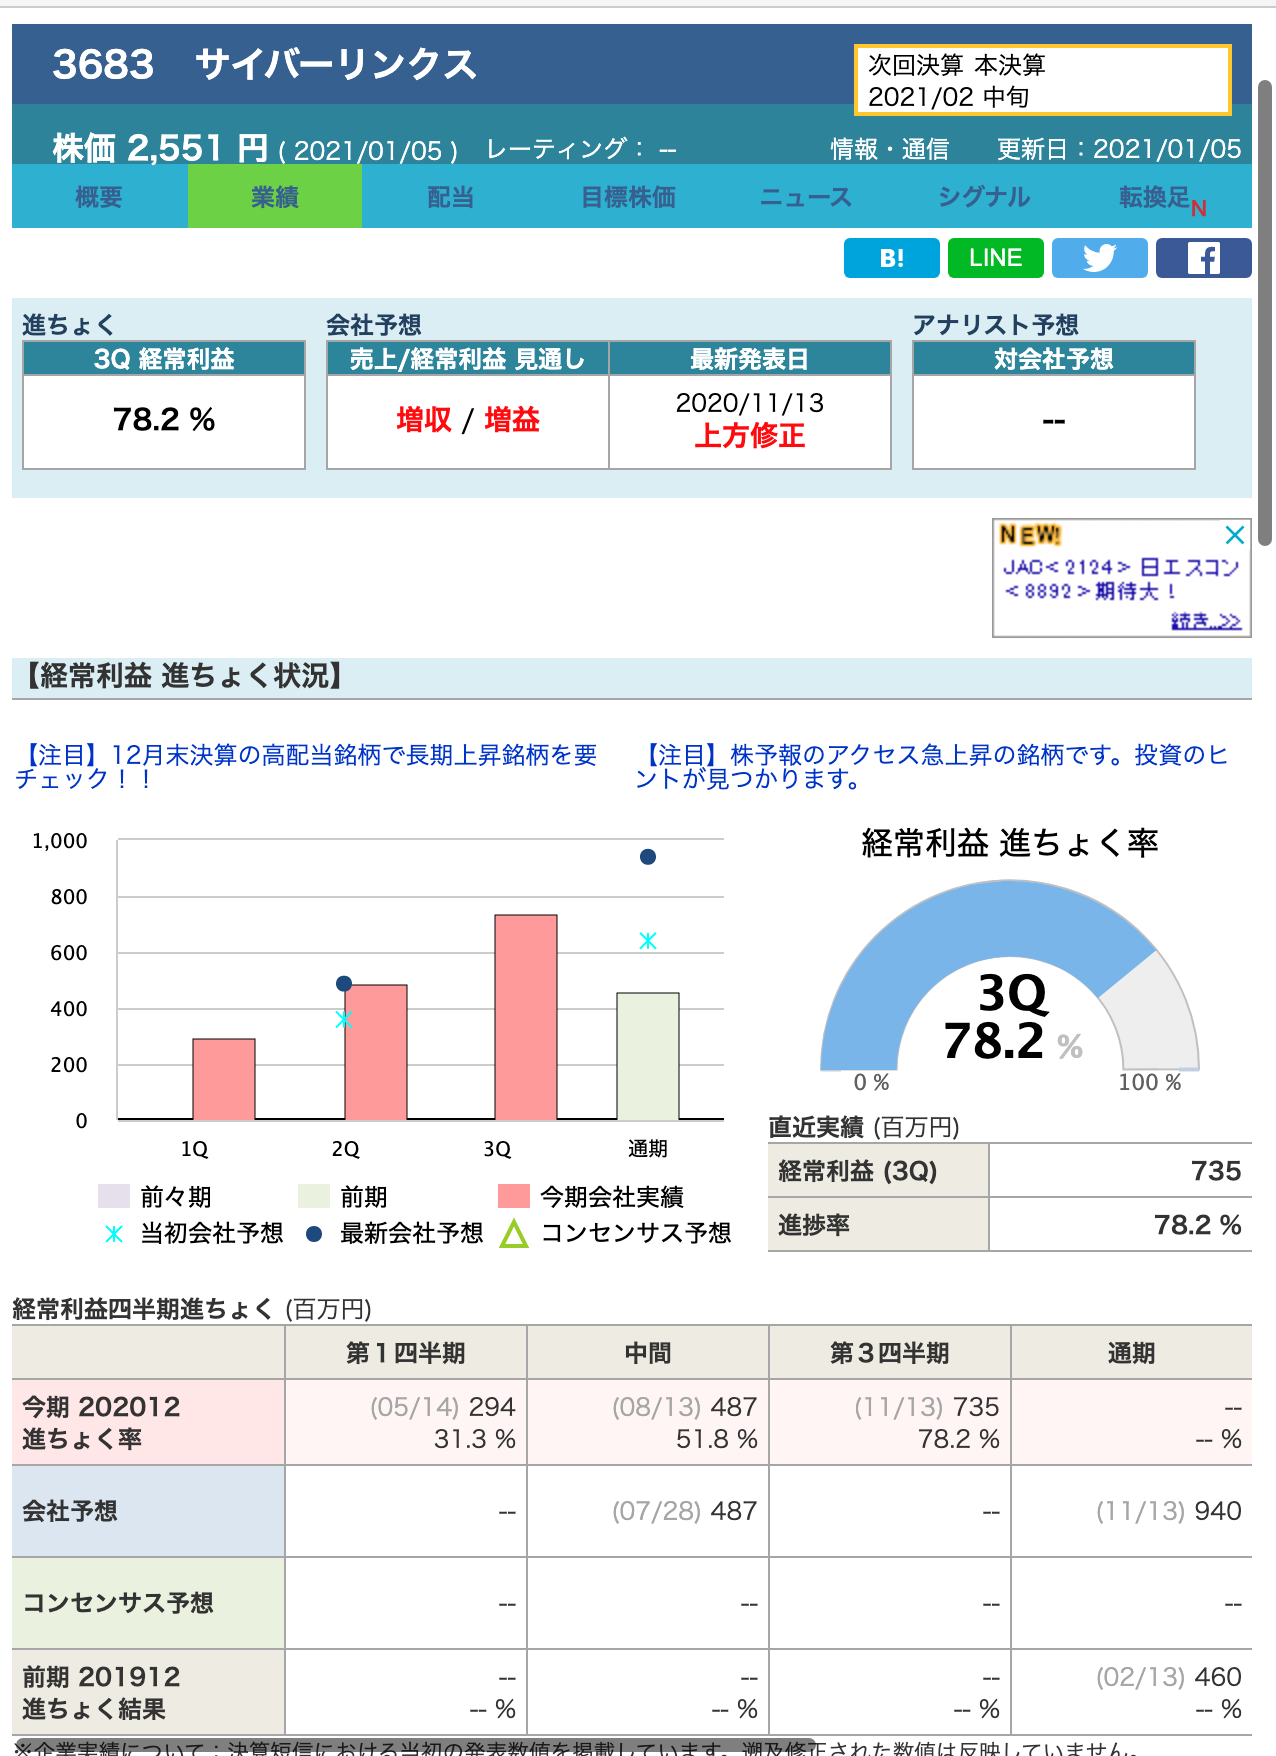 3683 サイバーリンクス
次回決算 本決算
2021/02 中旬
株価 2,551 円 ( 2021/01/05 ) レーティング： -- 情報・通信 更新日：2021/01/05
概要 業績 配当 目標株価 ニュース シグナル 転換足N
B! LINE
進ちょく 会社予想 アナリスト予想
3Q 経常利益 売上/経常利益 見通し 最新発表日 対会社予想
78.2 % 増収 / 増益 2020/11/13 --
上方修正
NEW!
JAC<2124> 日エスコン
<8892>期待大！
続き..>>
【経常利益 進ちょく状況】
【注目】12月末決算の高配当銘柄で長期上昇銘柄を要
チェック！！
【注目】株予報のアクセス急上昇の銘柄です。投資のヒ
ントが見つかります。
1,000
800
600
400
200
0
1Q 2Q 3Q 通期
前々期 前期 今期会社実績
当初会社予想 最新会社予想 コンセンサス予想
経常利益 進ちょく率
3Q
78.2 %
0 % 100 %
直近実績 (百万円)
経常利益 (3Q) 735
進捗率 78.2 %
経常利益四半期進ちょく (百万円)
第１四半期 中間 第３四半期 通期
今期 202012 (05/14) 294 (08/13) 487 (11/13) 735 --
進ちょく率 31.3 % 51.8 % 78.2 % -- %
会社予想 -- (07/28) 487 -- (11/13) 940
コンセンサス予想 -- -- -- --
前期 201912 -- -- -- (02/13) 460
進ちょく結果 -- % -- % -- % -- %
※企業実績について：決算短信における当初の発表数値を掲載しています。遡及修正された数値は反映していません。